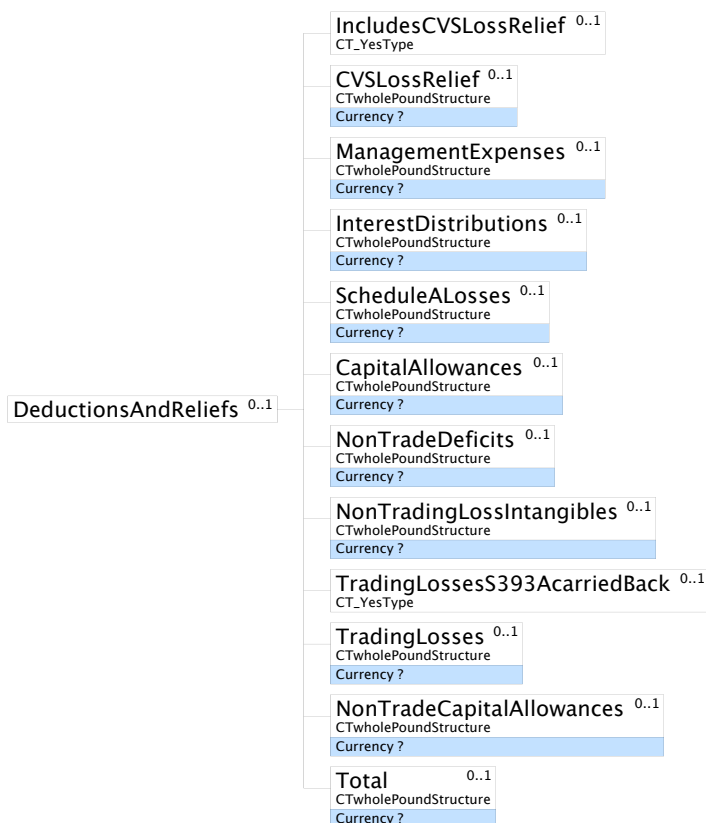 IncludesCVSLossRelief 0..1
CT_YesType
CVSLossRelief 0..1
CTwholePoundStructure
Currency ?
ManagementExpenses 0..1
CTwholePoundStructure
Currency ?
InterestDistributions 0..1
CTwholePoundStructure
Currency ?
ScheduleALosses 0..1
CTwholePoundStructure
Currency ?
CapitalAllowances 0..1
CTwholePoundStructure
Currency ?
DeductionsAndReliefs 0..1
NonTradeDeficits 0..1
CTwholePoundStructure
Currency ?
NonTradingLossIntangibles 0..1
CTwholePoundStructure
Currency ?
TradingLossesS393AcarriedBack 0..1
CT_YesType
TradingLosses 0..1
CTwholePoundStructure
Currency ?
NonTradeCapitalAllowances 0..1
CTwholePoundStructure
Currency ?
Total 0..1
CTwholePoundStructure
Currency ?